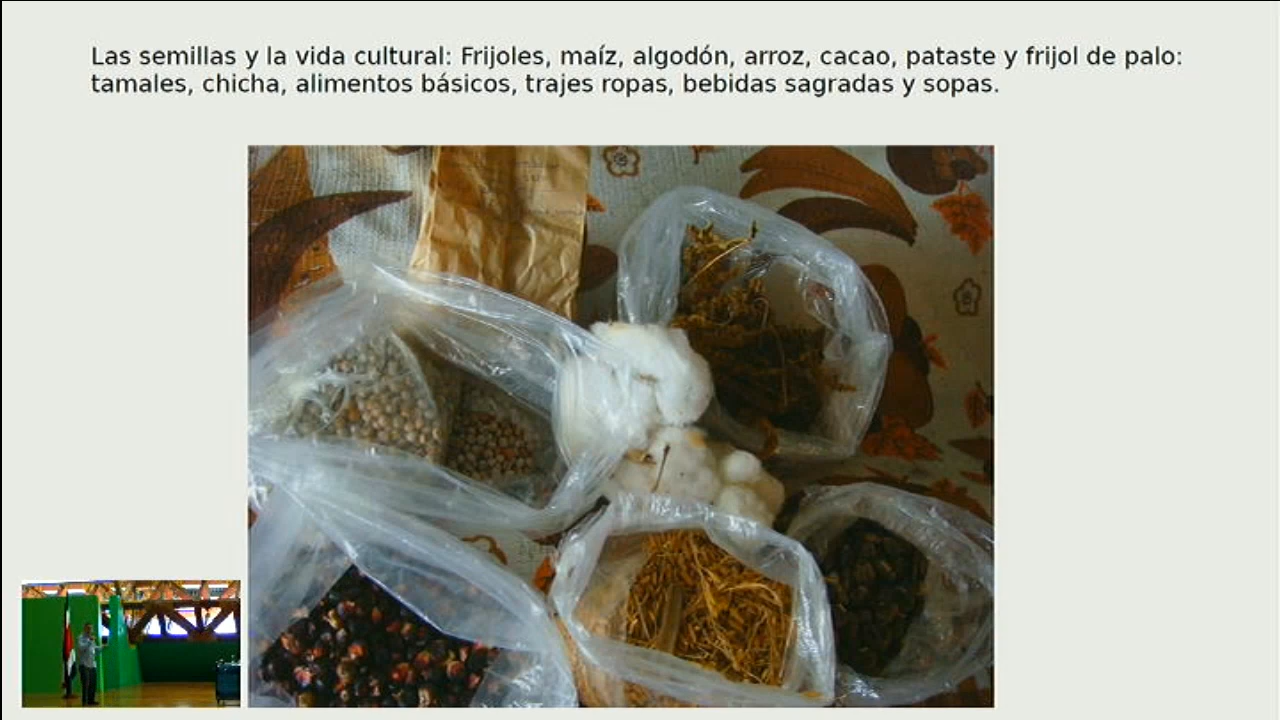 Las semillas y la vida cultural: Frijoles, maíz, algodón, arroz, cacao, pataste y frijol de palo:
tamales, chicha, alimentos básicos, trajes ropas, bebidas sagradas y sopas.